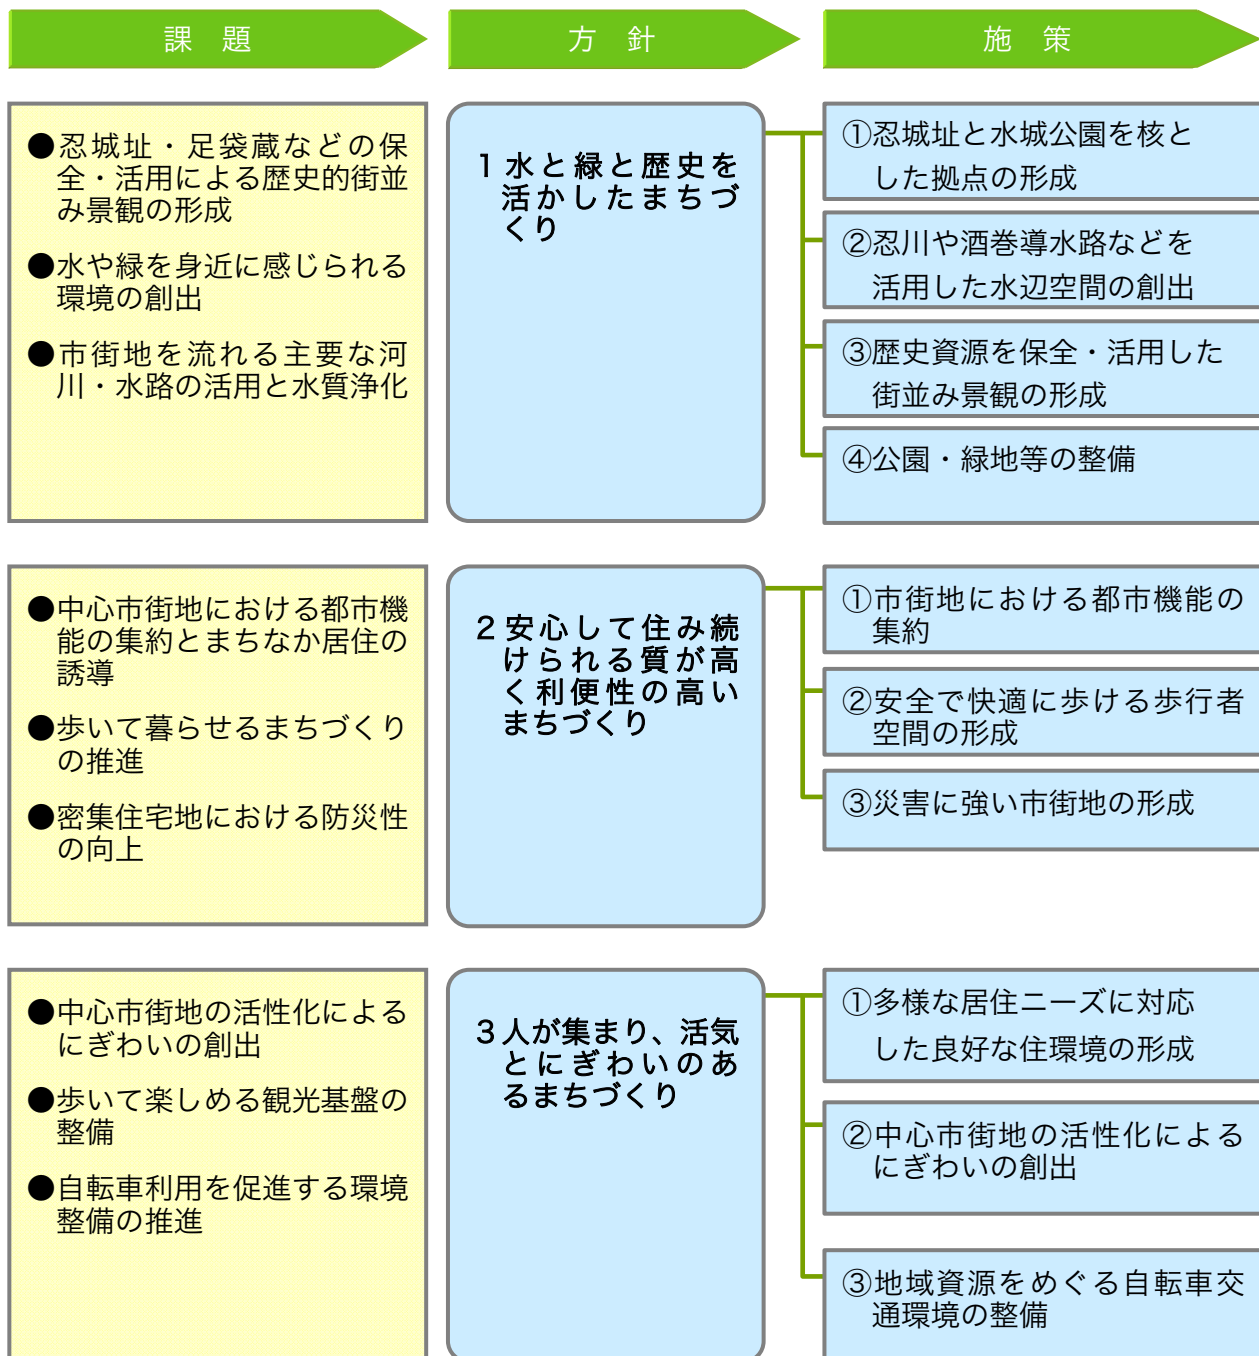 課　題
方　針
施　策
●忍城址・足袋蔵などの保
全・活用による歴史的街並
み景観の形成
●水や緑を身近に感じられる
環境の創出
●市街地を流れる主要な河
川・水路の活用と水質浄化
1 水と緑と歴史を
活かしたまちづ
くり
①忍城址と水城公園を核と
した拠点の形成
②忍川や酒巻導水路などを
活用した水辺空間の創出
③歴史資源を保全・活用した
街並み景観の形成
④公園・緑地等の整備
●中心市街地における都市機
能の集約とまちなか居住の
誘導
●歩いて暮らせるまちづくり
の推進
●密集住宅地における防災性
の向上
2 安心して住み続
けられる質が高
く利便性の高い
まちづくり
①市街地における都市機能の
集約
②安全で快適に歩ける歩行者
空間の形成
③災害に強い市街地の形成
●中心市街地の活性化による
にぎわいの創出
●歩いて楽しめる観光基盤の
整備
●自転車利用を促進する環境
整備の推進
3 人が集まり、活気
とにぎわいのあ
るまちづくり
①多様な居住ニーズに対応
した良好な住環境の形成
②中心市街地の活性化による
にぎわいの創出
③地域資源をめぐる自転車交
通環境の整備